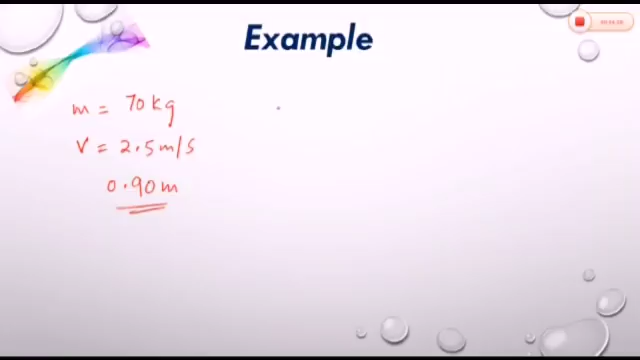 Example
m = 70 kg
v = 2.5 m/s
0.90 m